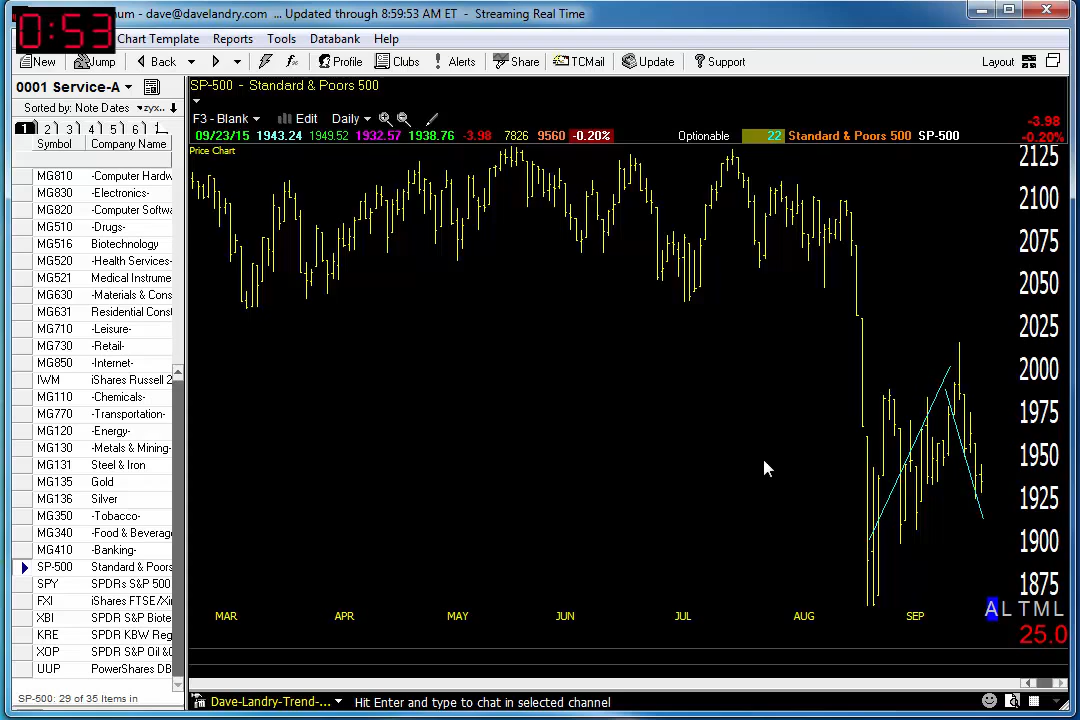 0:53
num - dave@davelandry.com ... Updated through 8:59:53 AM ET - Streaming Real Time
Chart Template Reports Tools Databank Help
New Jump Back Profile Clubs Alerts Share TCMail Update Support Layout
0001 Service-A
SP-500 - Standard & Poors 500
Sorted by: Note Dates zyx..
F3 - Blank Edit Daily
1 2 3 4 5 6
09/23/15 1943.24 1949.52 1932.57 1938.76 -3.98 7826 9560 -0.20% Optionable 22 Standard & Poors 500 SP-500
-3.98
-0.20%
Symbol Company Name
Price Chart
MG810 -Computer Hardw
MG830 -Electronics-
MG820 -Computer Softwa
MG510 -Drugs-
MG516 Biotechnology
MG520 -Health Services-
MG521 Medical Instrume
MG630 -Materials & Cons
MG631 Residential Const
MG710 -Leisure-
MG730 -Retail-
MG850 -Internet-
IWM iShares Russell 2
MG110 -Chemicals-
MG770 -Transportation-
MG120 -Energy-
MG130 -Metals & Mining-
MG131 Steel & Iron
MG135 Gold
MG136 Silver
MG350 -Tobacco-
MG340 -Food & Beverage
MG410 -Banking-
SP-500 Standard & Poors
SPY SPDRs S&P 500
FXI iShares FTSE/Xin
XBI SPDR S&P Biote
KRE SPDR S&P KBW Reg
XOP SPDR S&P Oil &G
UUP PowerShares DB
2125
2100
2075
2050
2025
2000
1975
1950
1925
1900
1875
MAR APR MAY JUN JUL AUG SEP
A L T M L
25.0
SP-500: 29 of 35 Items in
Dave-Landry-Trend-... Hit Enter and type to chat in selected channel